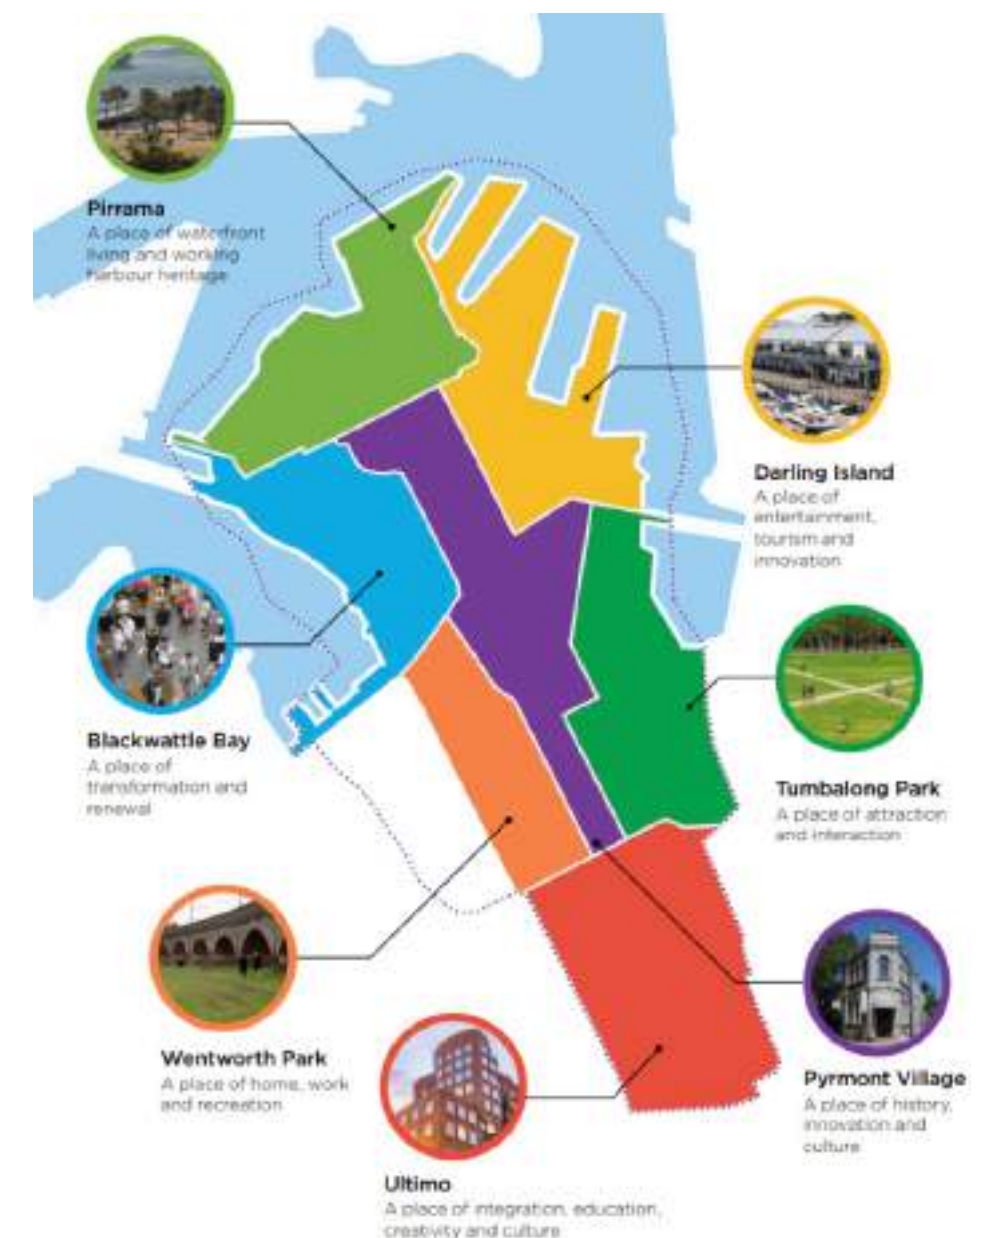 Pirrama
A place of waterfront
living and working
harbour heritage
Darling Island
A place of
entertainment,
tourism and
innovation
Blackwattle Bay
A place of
transformation and
renewal
Tumbalong Park
A place of attraction
and interaction
Wentworth Park
A place of home, work
and recreation
Pyrmont Village
A place of history,
innovation and
culture
Ultimo
A place of integration, education,
creativity and culture